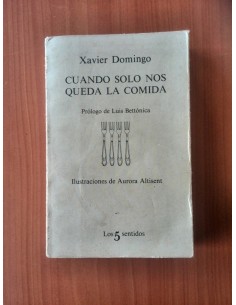 Xavier Domingo
CUANDO SOLO NOS
QUEDA LA COMIDA
Prólogo de Luis Bettónica
Ilustraciones de Aurora Altisent
Los 5 sentidos